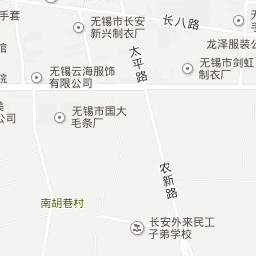 手套
长八路
无锡市长安
新兴制衣厂
太平路
馆
龙泽服装公
无锡市剑虹
制衣厂
院
无锡云海服饰
有限公司
美
无锡市国大
毛条厂
农新路
南胡巷村
长安外来民工
子弟学校